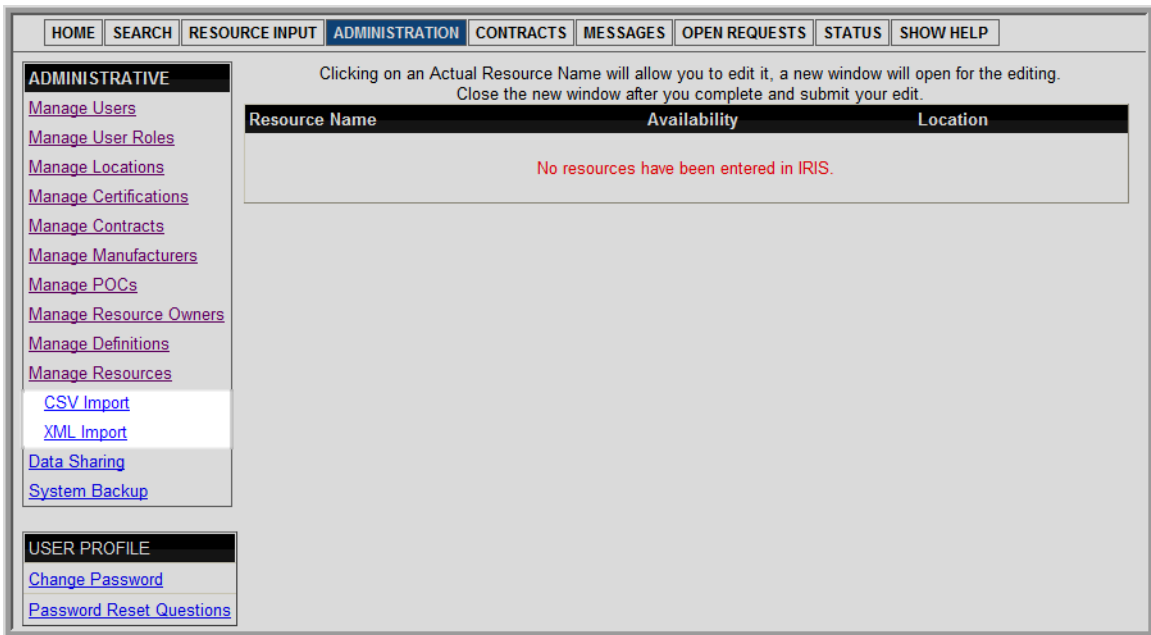 HOME SEARCH RESOURCE INPUT ADMINISTRATION CONTRACTS MESSAGES OPEN REQUESTS STATUS SHOW HELP
ADMINISTRATIVE
Manage Users
Manage User Roles
Manage Locations
Manage Certifications
Manage Contracts
Manage Manufacturers
Manage POCs
Manage Resource Owners
Manage Definitions
Manage Resources
CSV Import
XML Import
Data Sharing
System Backup
USER PROFILE
Change Password
Password Reset Questions
Clicking on an Actual Resource Name will allow you to edit it, a new window will open for the editing.
Close the new window after you complete and submit your edit.
Resource Name Availability Location
No resources have been entered in IRIS.